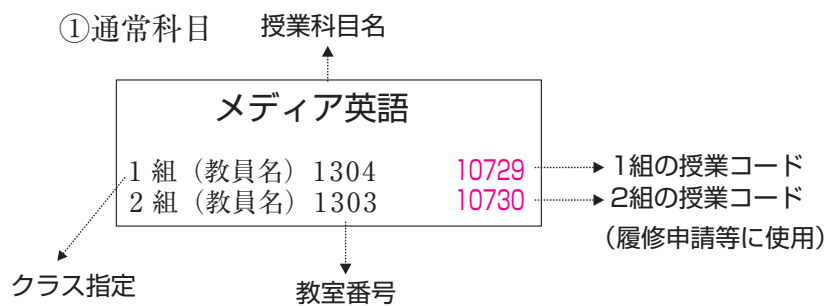 ①通常科目 授業科目名
メディア英語
1組（教員名）1304 10729 1組の授業コード
2組（教員名）1303 10730 2組の授業コード
（履修申請等に使用）
クラス指定 教室番号